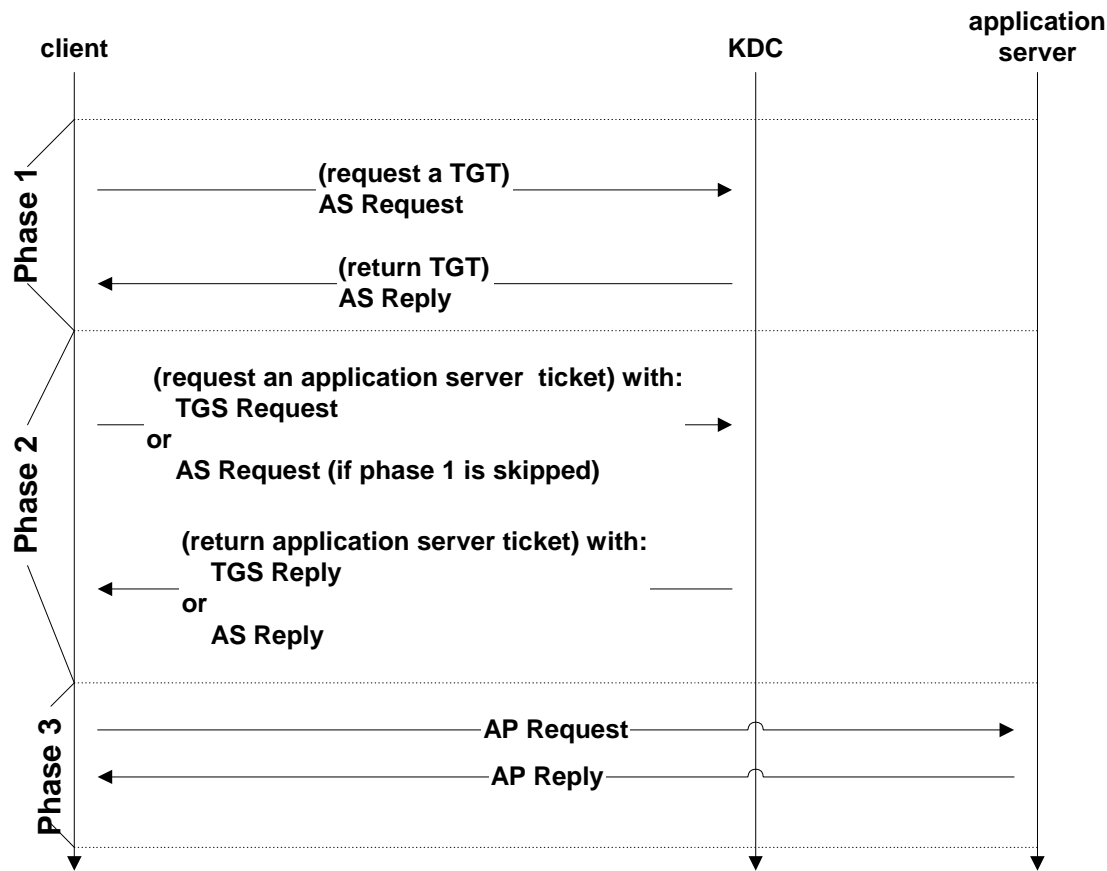 client
KDC
application
server
Phase 1
(request a TGT)
AS Request
(return TGT)
AS Reply
Phase 2
(request an application server ticket) with:
TGS Request
or
AS Request (if phase 1 is skipped)
(return application server ticket) with:
TGS Reply
or
AS Reply
Phase 3
AP Request
AP Reply